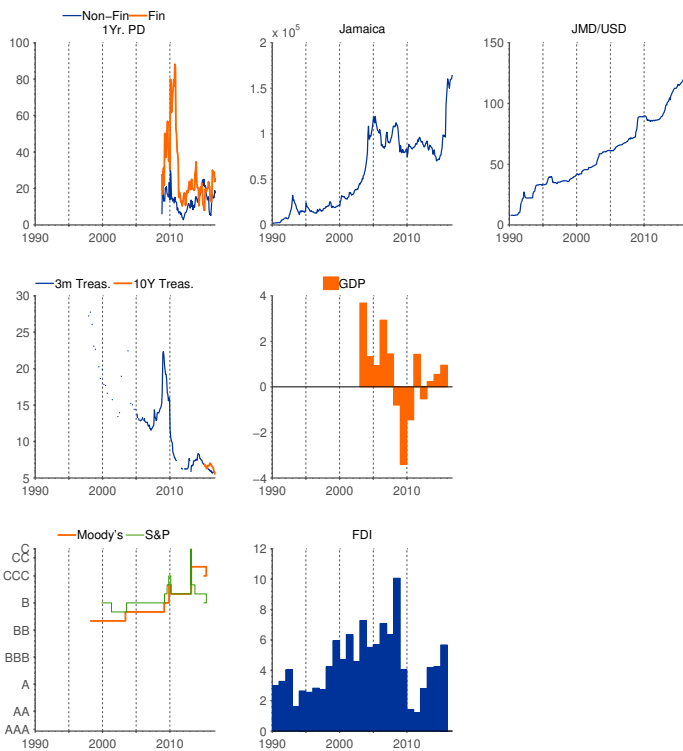 Non-Fin Fin
1Yr. PD
100
80
60
40
20
0
1990 2000 2010
Jamaica
2 x 10⁵
1.5
1
0.5
0
1990 2000 2010
JMD/USD
150
100
50
0
1990 2000 2010
3m Treas. 10Y Treas.
30
25
20
15
10
5
1990 2000 2010
GDP
4
2
0
−2
−4
1990 2000 2010
Moody's S&P
C
CC
CCC
B
BB
BBB
A
AA
AAA
1990 2000 2010
FDI
12
10
8
6
4
2
0
1990 2000 2010